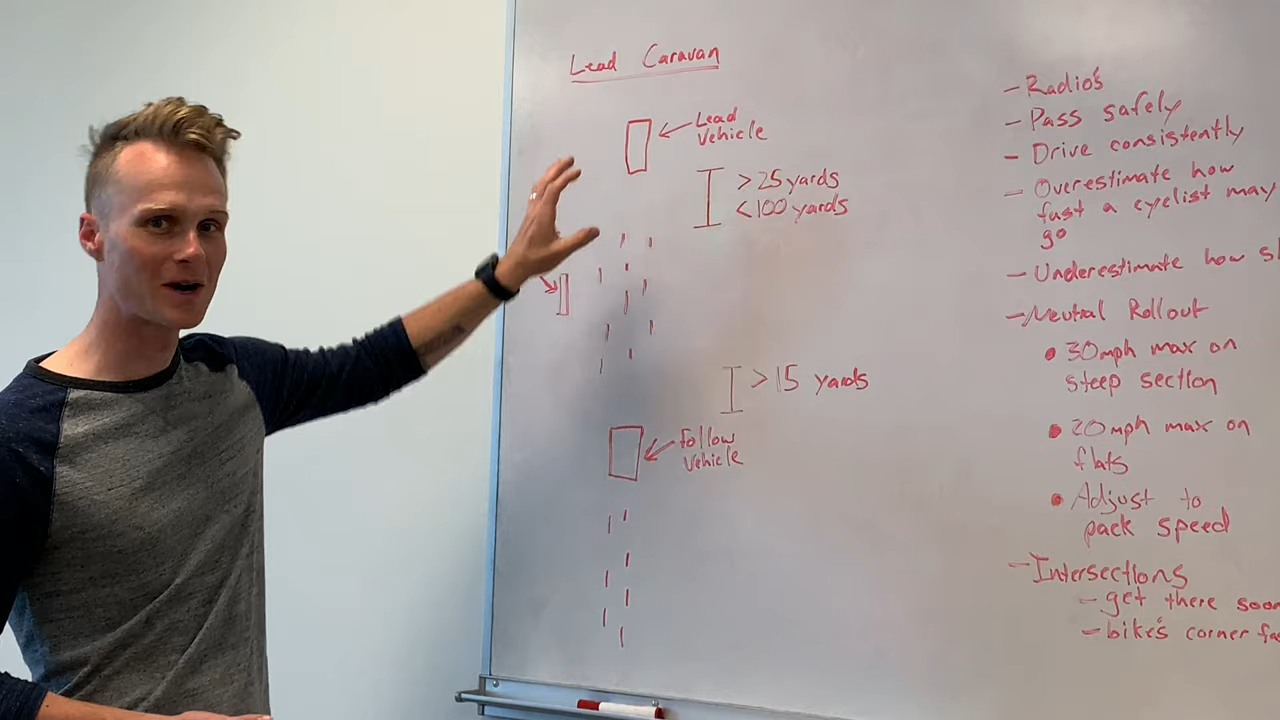 Lead Caravan
Lead
Vehicle
>25 yards
<100 yards
>15 yards
Follow
Vehicle
- Radio's
- Pass safely
- Drive consistently
- Overestimate how
fast a cyclist may
go
- Underestimate how
- Neutral Rollout
• 30mph max on
steep section
• 20mph max on
flats
• Adjust to
pack speed
- Intersections
- get there
- bike's corner